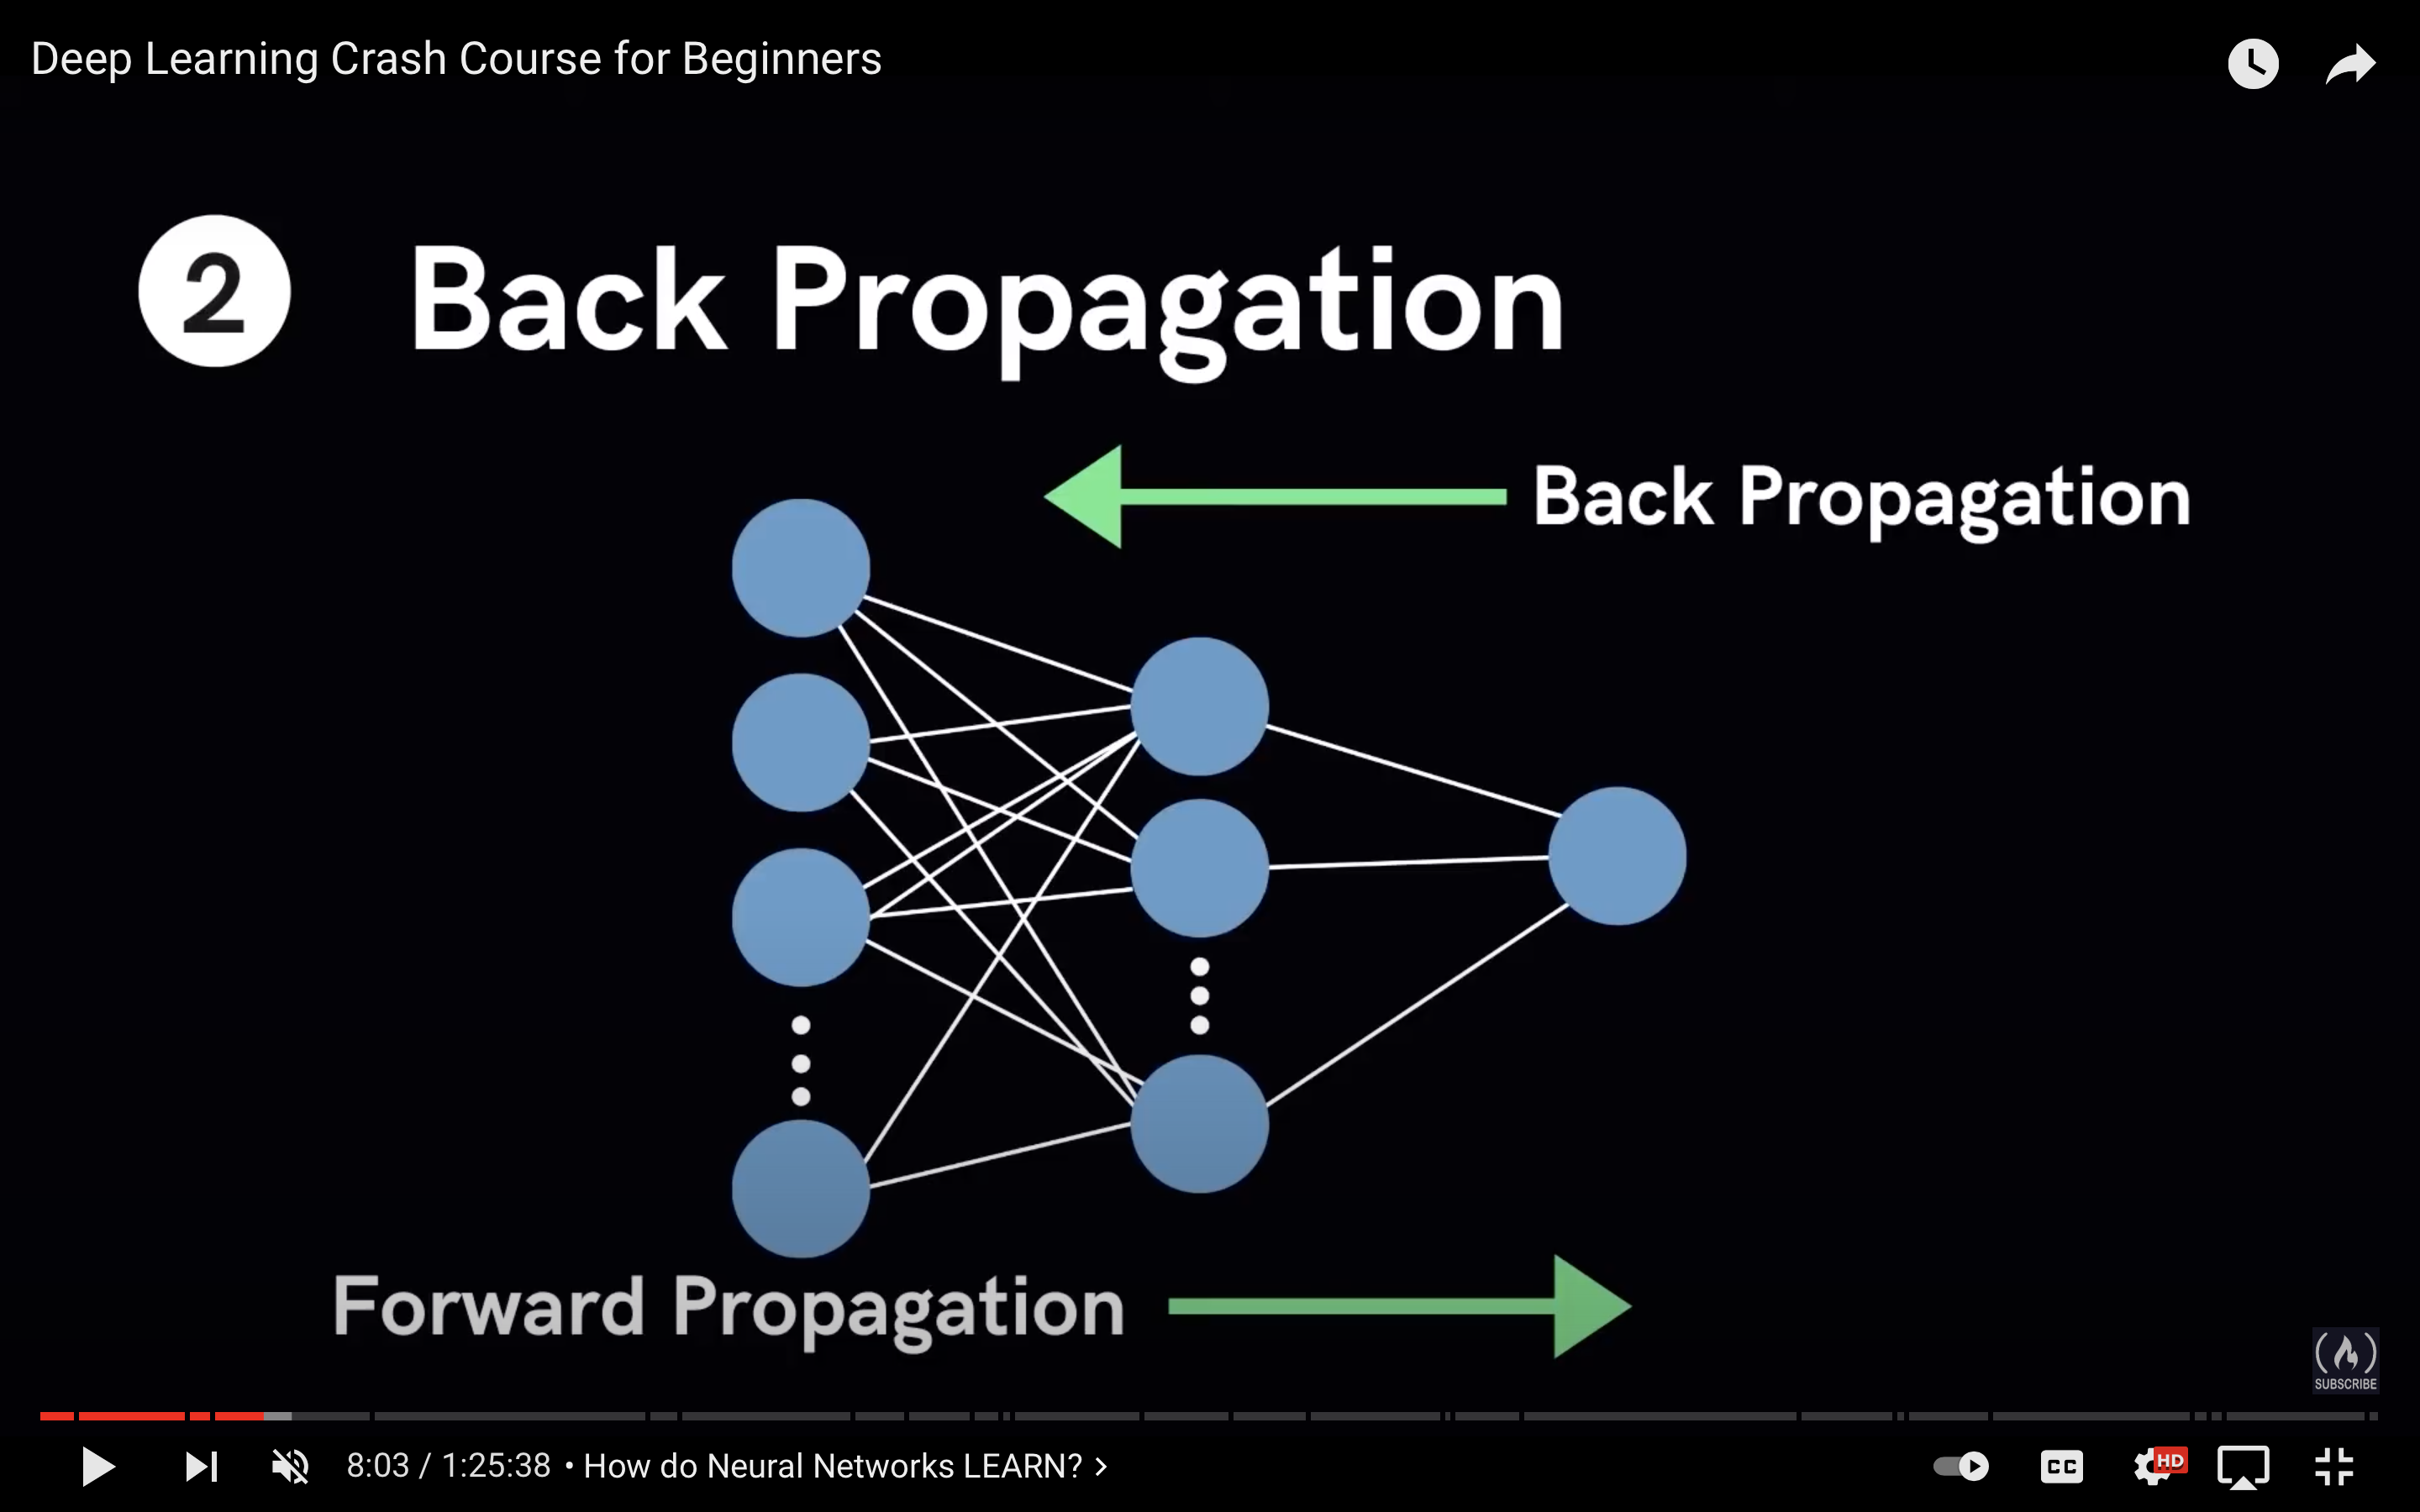 Deep Learning Crash Course for Beginners
2 Back Propagation
Back Propagation
Forward Propagation
SUBSCRIBE
8:03 / 1:25:38 • How do Neural Networks LEARN? >
CC
HD